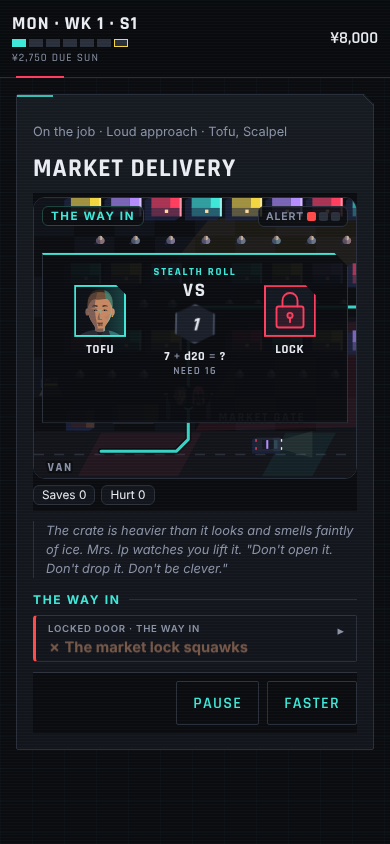 MON · WK 1 · S1
¥2,750 DUE SUN
¥8,000
On the job · Loud approach · Tofu, Scalpel
MARKET DELIVERY
THE WAY IN
ALERT
STEALTH ROLL
VS
1
TOFU
LOCK
7 + d20 = ?
NEED 16
MARKET GATE
VAN
Saves 0
Hurt 0
The crate is heavier than it looks and smells faintly
of ice. Mrs. Ip watches you lift it. "Don't open it.
Don't drop it. Don't be clever."
THE WAY IN
LOCKED DOOR · THE WAY IN
▸
× The market lock squawks
PAUSE
FASTER